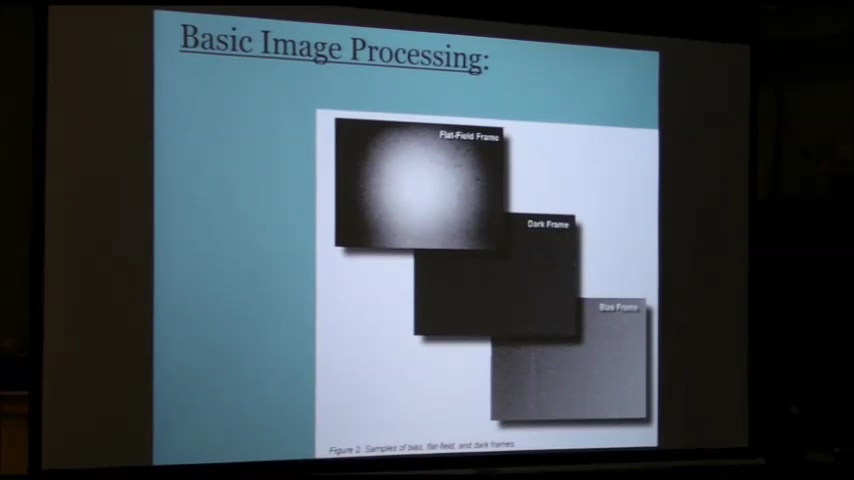 Basic Image Processing:
Flat-Field Frame
Dark Frame
Bias Frame
Figure 2: Samples of bias, flat-field, and dark frames.